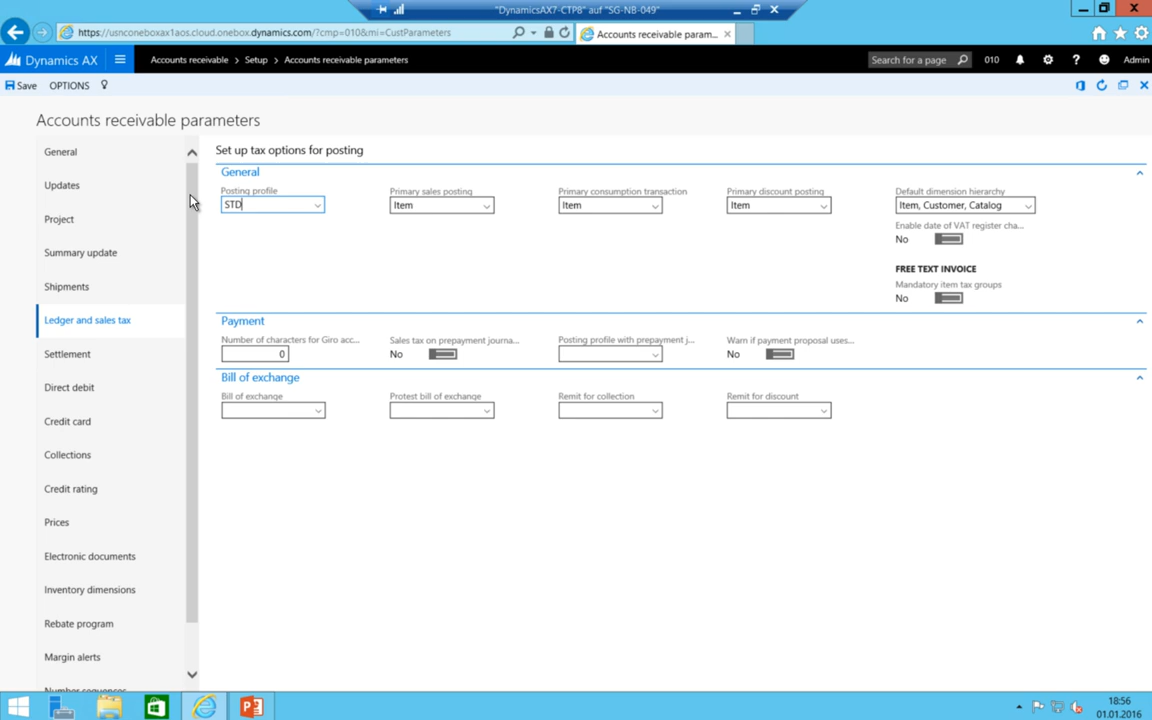 "DynamicsAX7-CTP8" auf "SG-NB-049"
https://usnconeboxax1aos.cloud.onebox.dynamics.com/?cmp=010&mi=CustParameters
Accounts receivable param...
Dynamics AX
Accounts receivable > Setup > Accounts receivable parameters
Search for a page
010
?
Admin
Save
OPTIONS
Accounts receivable parameters
General
Updates
Project
Summary update
Shipments
Ledger and sales tax
Settlement
Direct debit
Credit card
Collections
Credit rating
Prices
Electronic documents
Inventory dimensions
Rebate program
Margin alerts
Number sequences
Set up tax options for posting
General
Posting profile
STD
Primary sales posting
Item
Primary consumption transaction
Item
Primary discount posting
Item
Default dimension hierarchy
Item, Customer, Catalog
Enable date of VAT register cha...
No
FREE TEXT INVOICE
Mandatory item tax groups
No
Payment
Number of characters for Giro acc...
0
Sales tax on prepayment journa...
No
Posting profile with prepayment j...
Warn if payment proposal uses...
No
Bill of exchange
Bill of exchange
Protest bill of exchange
Remit for collection
Remit for discount
18:56
01.01.2016